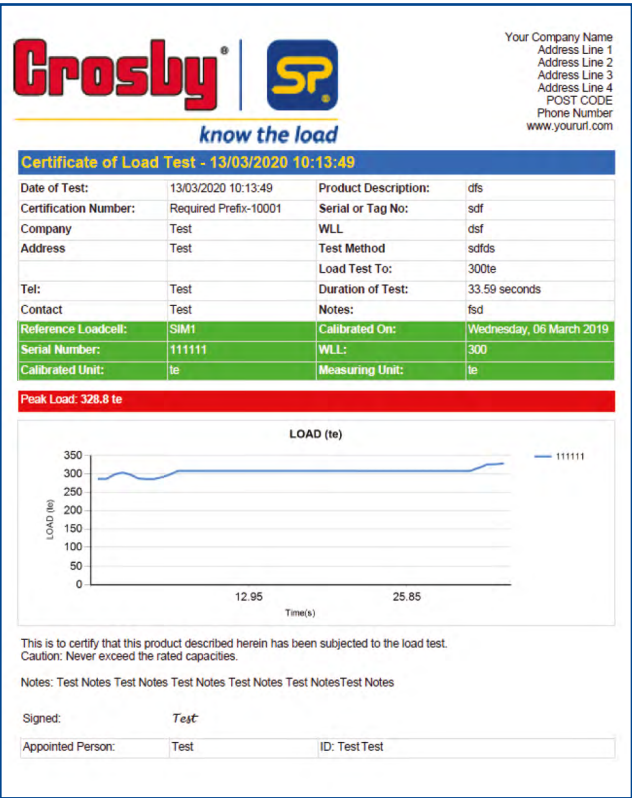 Crosby®
SP®
know the load
Your Company Name
Address Line 1
Address Line 2
Address Line 3
Address Line 4
POST CODE
Phone Number
www.yoururl.com
Certificate of Load Test - 13/03/2020 10:13:49
Date of Test: 13/03/2020 10:13:49 Product Description: dfs
Certification Number: Required Prefix-10001 Serial or Tag No: sdf
Company Test WLL dsf
Address Test Test Method sdfds
Load Test To: 300te
Tel: Test Duration of Test: 33.59 seconds
Contact Test Notes: fsd
Reference Loadcell: SIM1 Calibrated On: Wednesday, 06 March 2019
Serial Number: 111111 WLL: 300
Calibrated Unit: te Measuring Unit: te
Peak Load: 328.8 te
LOAD (te)
111111
350
300
250
200
150
100
50
0
LOAD (te)
12.95 25.85
Time(s)
This is to certify that this product described herein has been subjected to the load test.
Caution: Never exceed the rated capacities.
Notes: Test Notes Test Notes Test Notes Test Notes Test NotesTest Notes
Signed: Test
Appointed Person: Test ID: TestTest